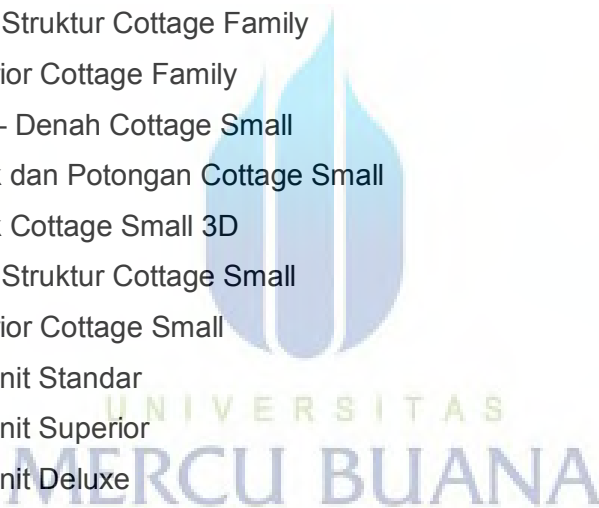 Struktur Cottage Family
ior Cottage Family
– Denah Cottage Small
k dan Potongan Cottage Small
k Cottage Small 3D
Struktur Cottage Small
ior Cottage Small
nit Standar
nit Superior
nit Deluxe
UNIVERSITAS
MERCU BUANA